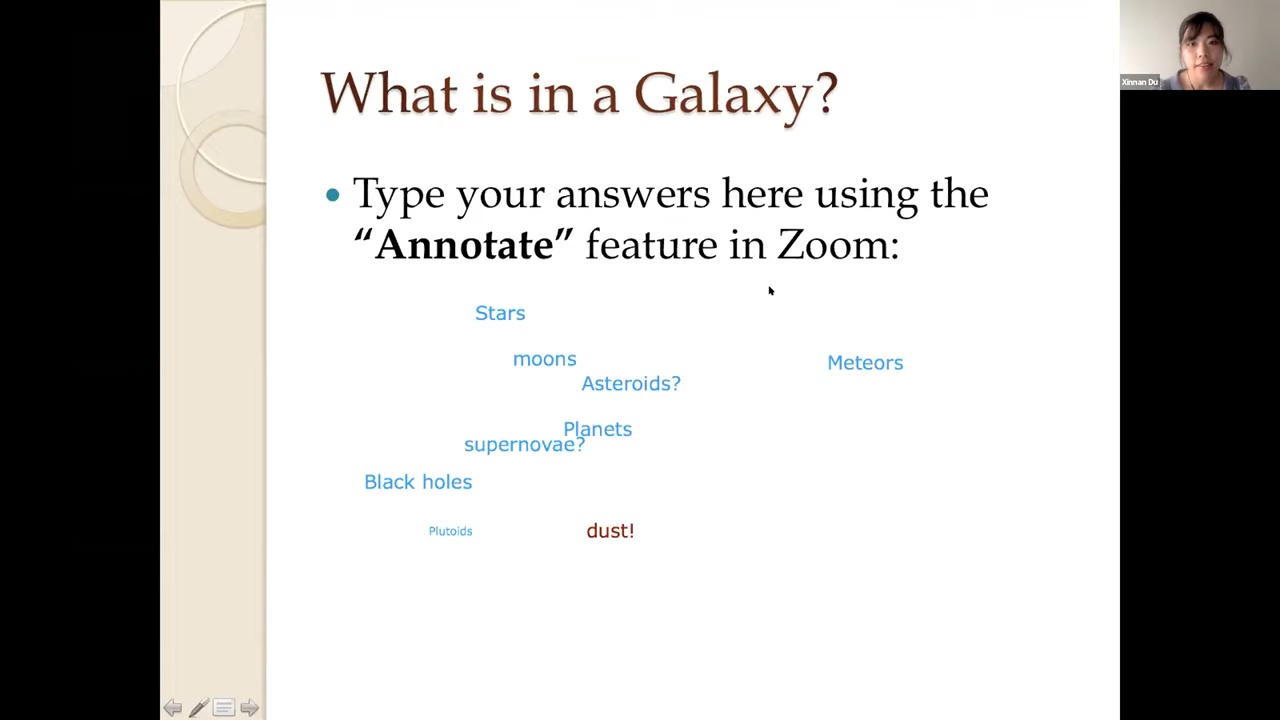 What is in a Galaxy?
Type your answers here using the
“Annotate” feature in Zoom:
Stars
moons
Meteors
Asteroids?
Planets
supernovae?
Black holes
Plutoids
dust!
Xinnan Du